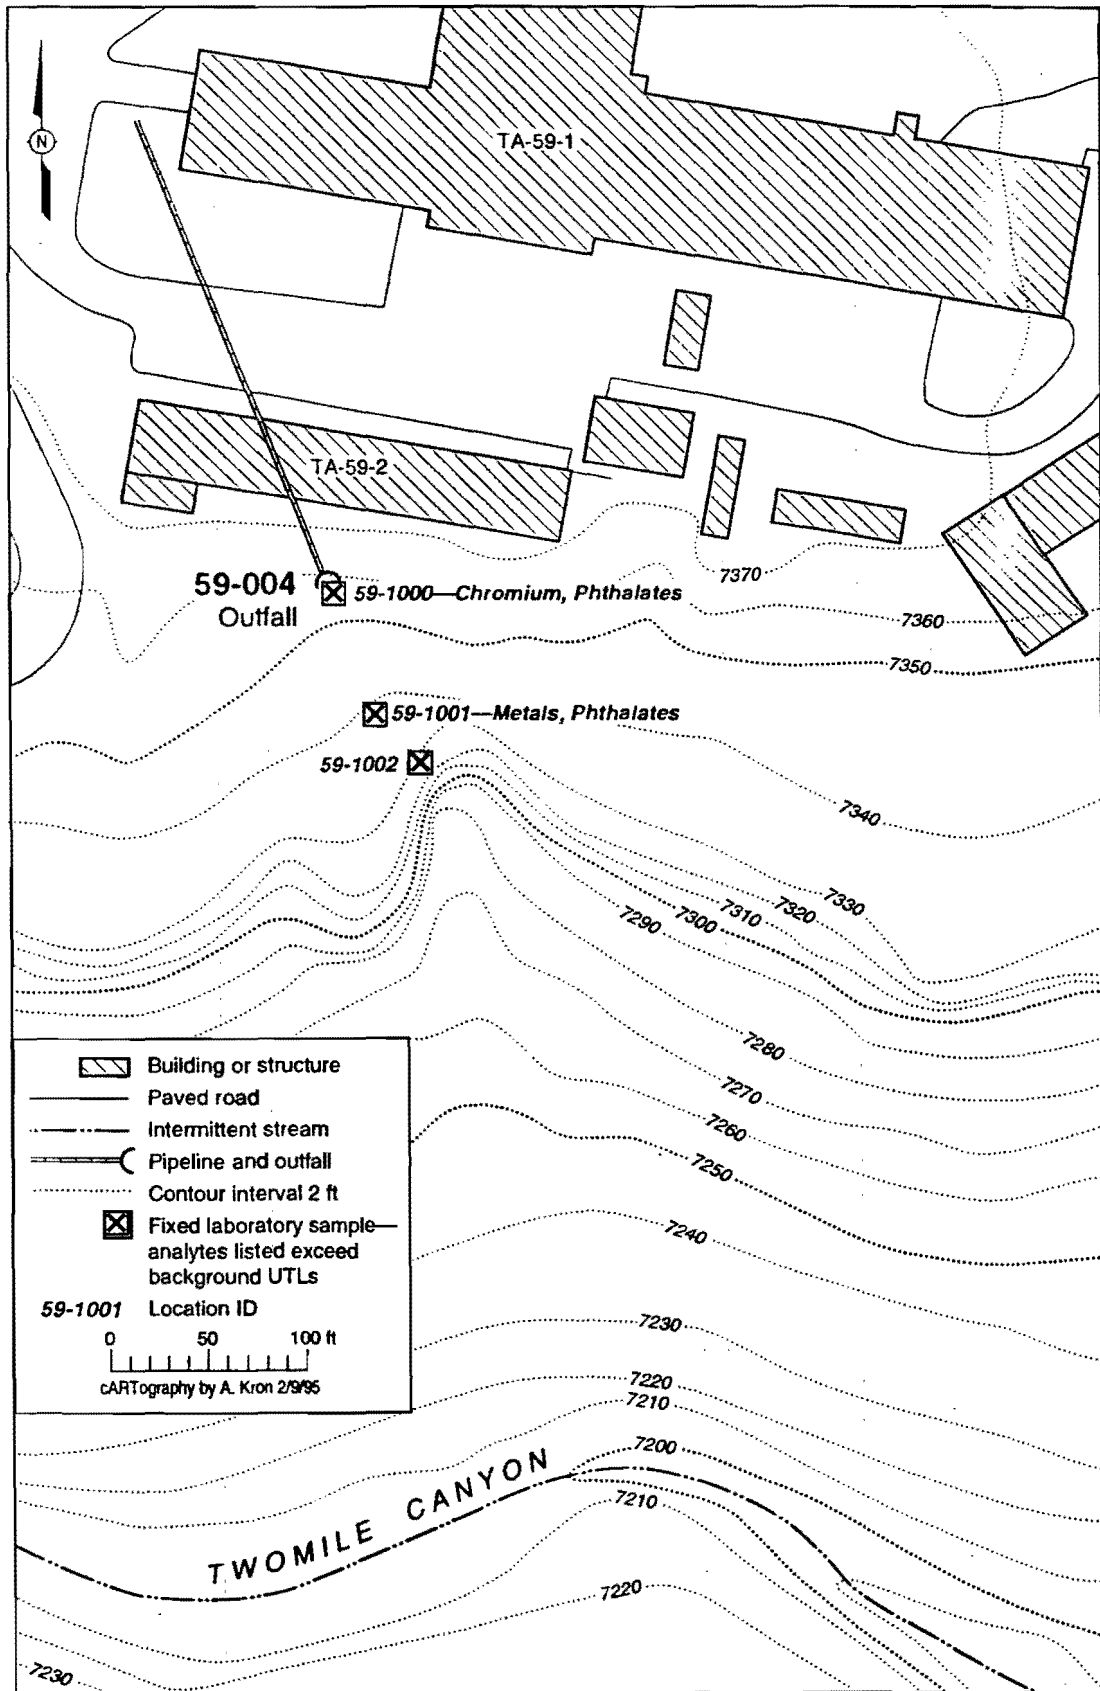 N
TA-59-1
TA-59-2
7370
59-004
Outfall
59-1000—Chromium, Phthalates
7360
7350
59-1001—Metals, Phthalates
59-1002
7340
7330
7320
7310
7300
7290
7280
7270
7260
7250
7240
7230
7220
7210
7200
7210
7220
7230
TWOMILE CANYON
Building or structure
Paved road
Intermittent stream
Pipeline and outfall
Contour interval 2 ft
Fixed laboratory sample—
analytes listed exceed
background UTLs
59-1001 Location ID
0 50 100 ft
cARTography by A. Kron 2/9/95